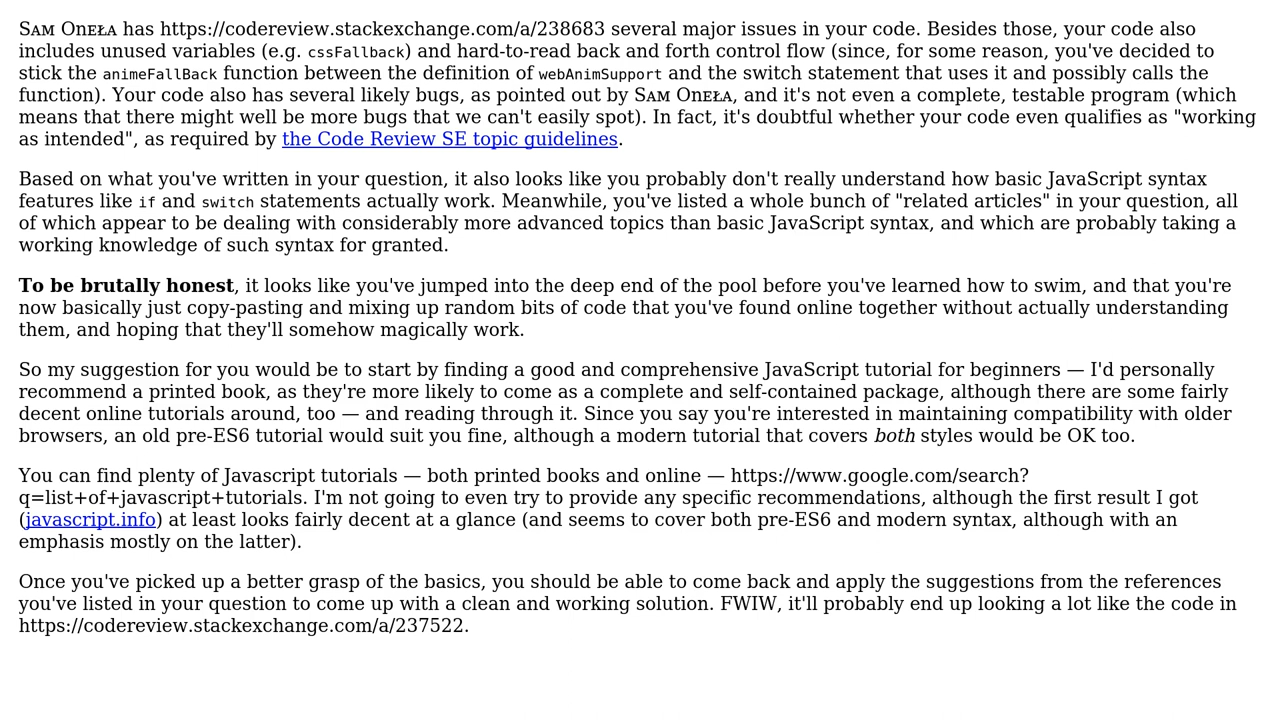 Sᴀᴍ Oɴᴇᴌᴀ has https://codereview.stackexchange.com/a/238683 several major issues in your code. Besides those, your code also
includes unused variables (e.g. cssFallback) and hard-to-read back and forth control flow (since, for some reason, you've decided to
stick the animeFallBack function between the definition of webAnimSupport and the switch statement that uses it and possibly calls the
function). Your code also has several likely bugs, as pointed out by Sᴀᴍ Oɴᴇᴌᴀ, and it's not even a complete, testable program (which
means that there might well be more bugs that we can't easily spot). In fact, it's doubtful whether your code even qualifies as "working
as intended", as required by the Code Review SE topic guidelines.
Based on what you've written in your question, it also looks like you probably don't really understand how basic JavaScript syntax
features like if and switch statements actually work. Meanwhile, you've listed a whole bunch of "related articles" in your question, all
of which appear to be dealing with considerably more advanced topics than basic JavaScript syntax, and which are probably taking a
working knowledge of such syntax for granted.
To be brutally honest, it looks like you've jumped into the deep end of the pool before you've learned how to swim, and that you're
now basically just copy-pasting and mixing up random bits of code that you've found online together without actually understanding
them, and hoping that they'll somehow magically work.
So my suggestion for you would be to start by finding a good and comprehensive JavaScript tutorial for beginners — I'd personally
recommend a printed book, as they're more likely to come as a complete and self-contained package, although there are some fairly
decent online tutorials around, too — and reading through it. Since you say you're interested in maintaining compatibility with older
browsers, an old pre-ES6 tutorial would suit you fine, although a modern tutorial that covers both styles would be OK too.
You can find plenty of Javascript tutorials — both printed books and online — https://www.google.com/search?
q=list+of+javascript+tutorials. I'm not going to even try to provide any specific recommendations, although the first result I got
(javascript.info) at least looks fairly decent at a glance (and seems to cover both pre-ES6 and modern syntax, although with an
emphasis mostly on the latter).
Once you've picked up a better grasp of the basics, you should be able to come back and apply the suggestions from the references
you've listed in your question to come up with a clean and working solution. FWIW, it'll probably end up looking a lot like the code in
https://codereview.stackexchange.com/a/237522.